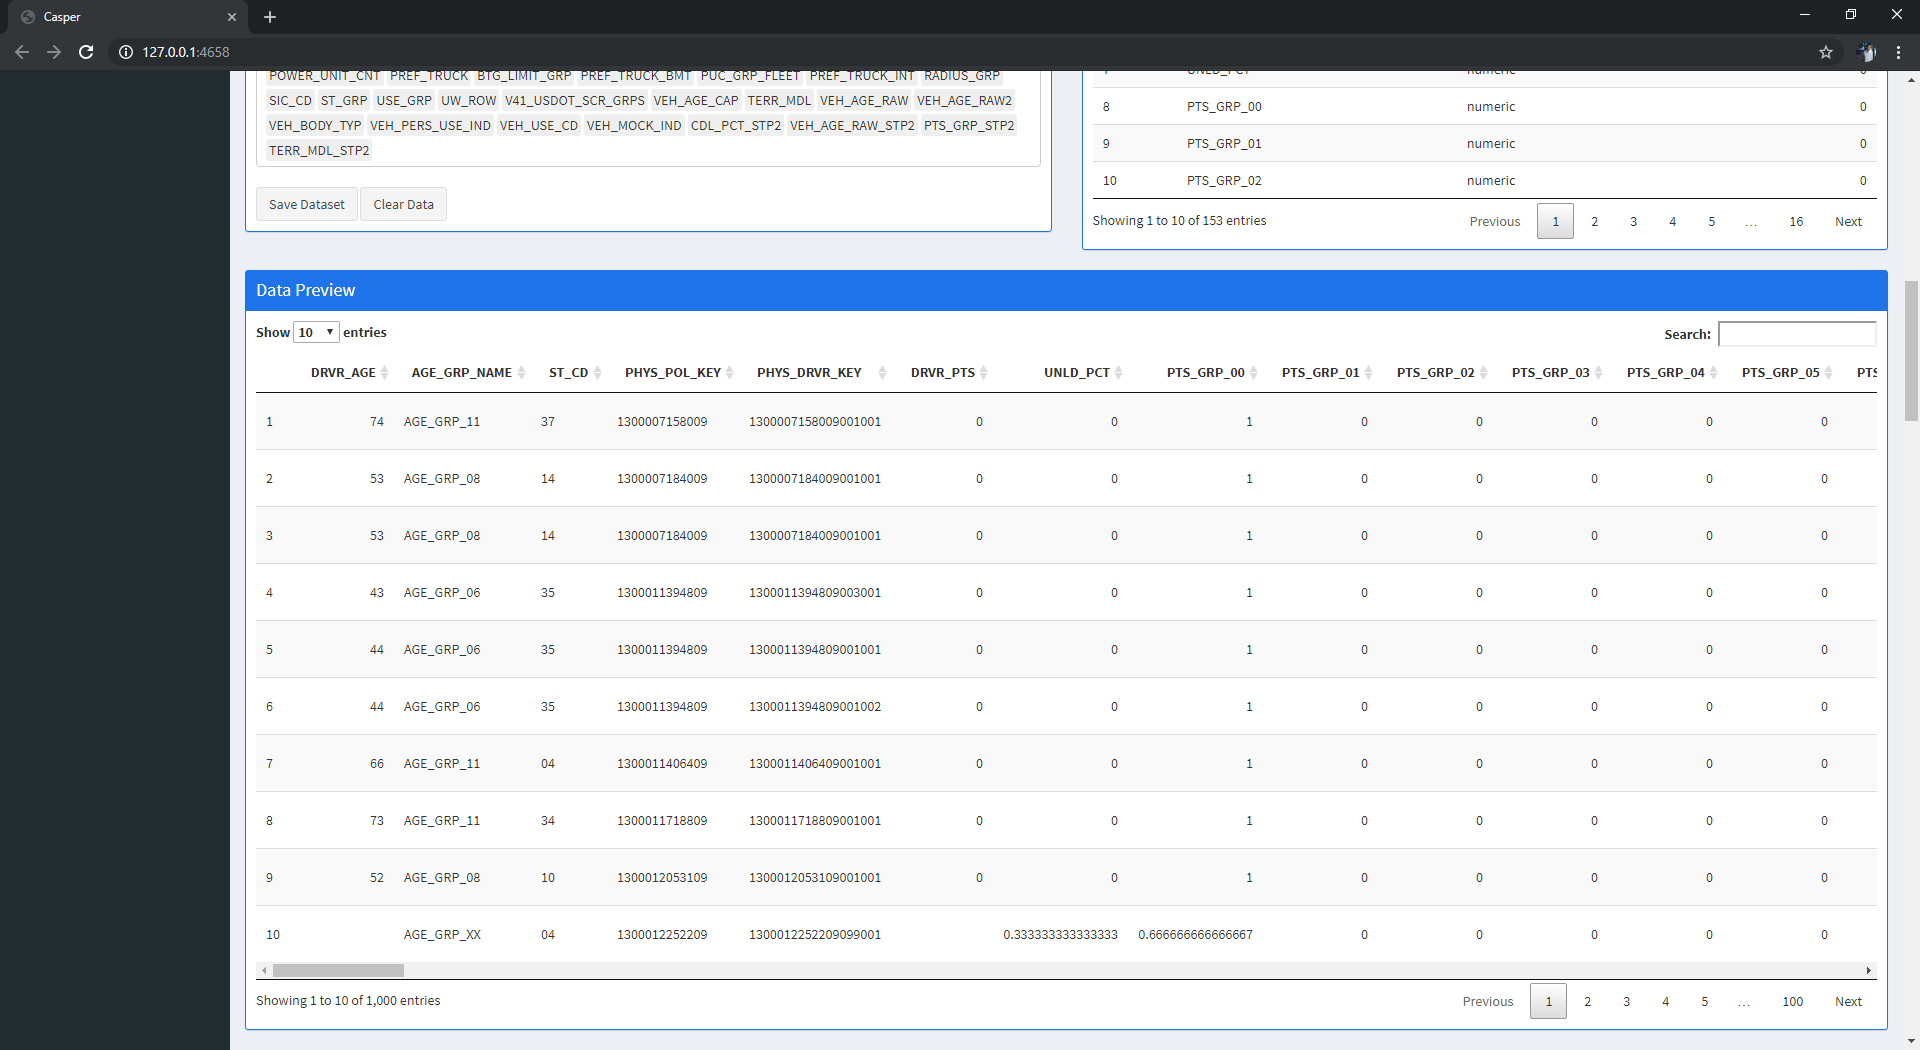 Casper
127.0.0.1:4658
POWER_UNIT_CNT PREF_TRUCK BTG_LIMIT_GRP PREF_TRUCK_BMT PUC_GRP_FLEET PREF_TRUCK_INT RADIUS_GRP
SIC_CD ST_GRP USE_GRP UW_ROW V41_USDOT_SCR_GRPS VEH_AGE_CAP TERR_MDL VEH_AGE_RAW VEH_AGE_RAW2
VEH_BODY_TYP VEH_PERS_USE_IND VEH_USE_CD VEH_MOCK_IND CDL_PCT_STP2 VEH_AGE_RAW_STP2 PTS_GRP_STP2
TERR_MDL_STP2
Save Dataset Clear Data
7 UNLD_PCT numeric 0
8 PTS_GRP_00 numeric 0
9 PTS_GRP_01 numeric 0
10 PTS_GRP_02 numeric 0
Showing 1 to 10 of 153 entries Previous 1 2 3 4 5 … 16 Next
Data Preview
Show 10 entries Search:
DRVR_AGE AGE_GRP_NAME ST_CD PHYS_POL_KEY PHYS_DRVR_KEY DRVR_PTS UNLD_PCT PTS_GRP_00 PTS_GRP_01 PTS_GRP_02 PTS_GRP_03 PTS_GRP_04 PTS_GRP_05 PTS
1 74 AGE_GRP_11 37 1300007158009 1300007158009001001 0 0 1 0 0 0 0 0
2 53 AGE_GRP_08 14 1300007184009 1300007184009001001 0 0 1 0 0 0 0 0
3 53 AGE_GRP_08 14 1300007184009 1300007184009001001 0 0 1 0 0 0 0 0
4 43 AGE_GRP_06 35 1300011394809 1300011394809003001 0 0 1 0 0 0 0 0
5 44 AGE_GRP_06 35 1300011394809 1300011394809001001 0 0 1 0 0 0 0 0
6 44 AGE_GRP_06 35 1300011394809 1300011394809001002 0 0 1 0 0 0 0 0
7 66 AGE_GRP_11 04 1300011406409 1300011406409001001 0 0 1 0 0 0 0 0
8 73 AGE_GRP_11 34 1300011718809 1300011718809001001 0 0 1 0 0 0 0 0
9 52 AGE_GRP_08 10 1300012053109 1300012053109001001 0 0 1 0 0 0 0 0
10 AGE_GRP_XX 04 1300012252209 1300012252209099001 0.333333333333333 0.666666666666667 0 0 0 0 0
Showing 1 to 10 of 1,000 entries Previous 1 2 3 4 5 … 100 Next